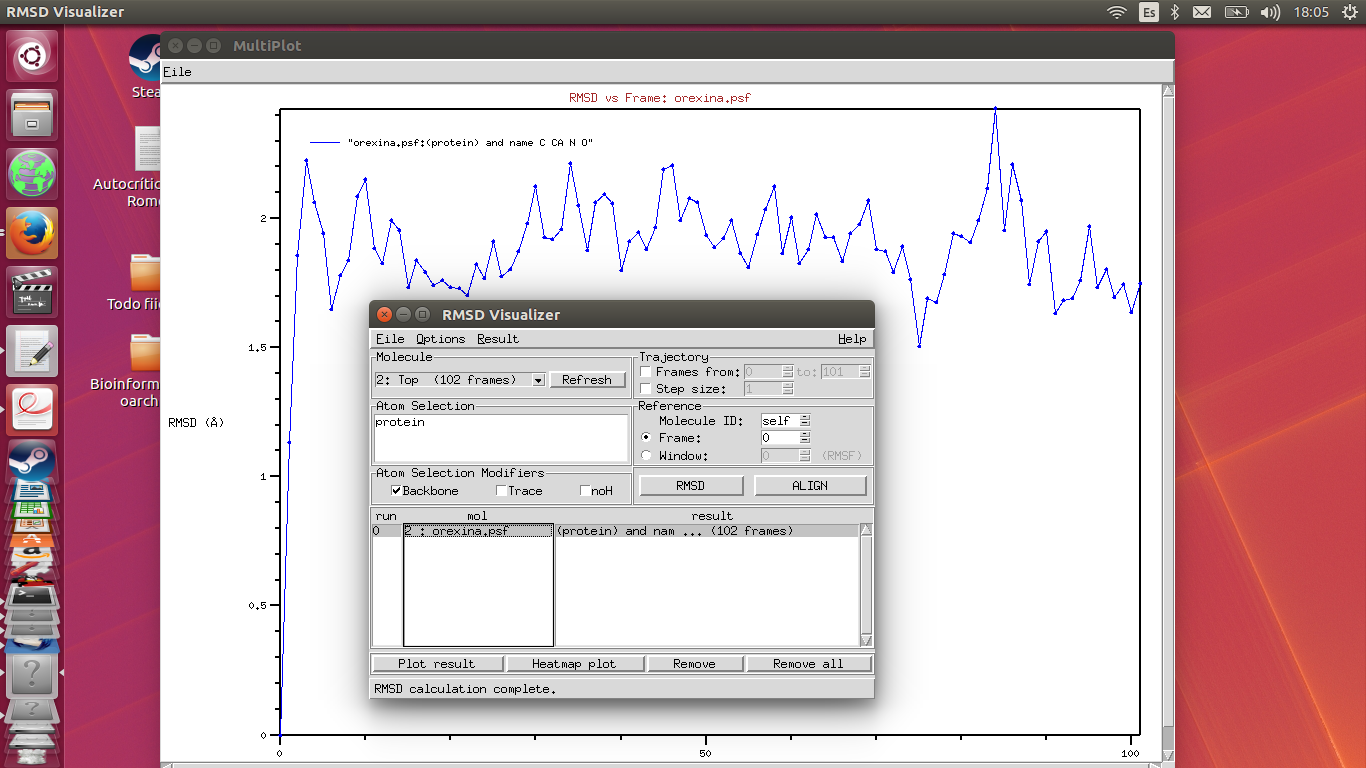 RMSD Visualizer
Es
18:05
MultiPlot
File
RMSD vs Frame: orexina.psf
"orexina.psf:(protein) and name C CA N O"
2
1.5
RMSD (Å)
1
0.5
0
0
50
100
Autocríti
Rom
Todo
Bioinform
oarch
RMSD Visualizer
File Options Result Help
Molecule
2: Top (102 frames)
Refresh
Trajectory
Frames from: 0 to: 101
Step size: 1
Atom Selection
protein
Reference
Molecule ID: self
Frame: 0
Window: 0 (RMSF)
Atom Selection Modifiers
Backbone Trace noH
RMSD ALIGN
run mol result
0 2 : orexina.psf (protein) and nam ... (102 frames)
Plot result Heatmap plot Remove Remove all
RMSD calculation complete.